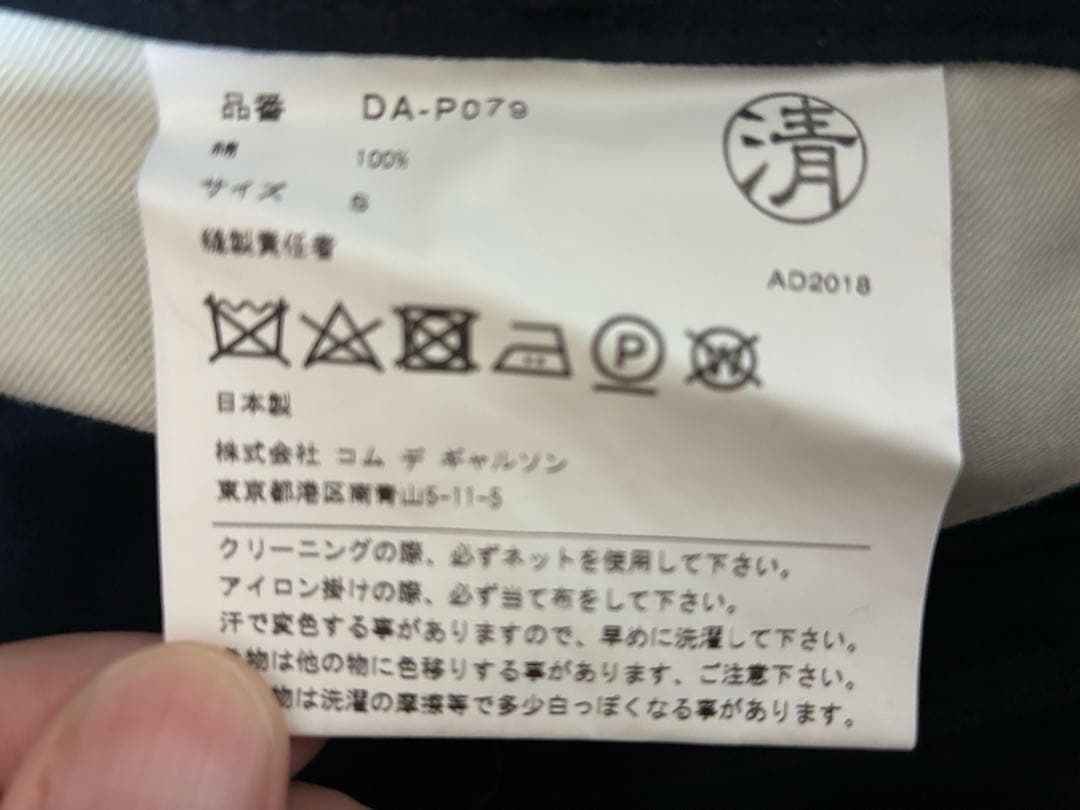 品番 DA-P079
綿 100%
サイズ S
縫製責任者
清
AD2018
P W
日本製
株式会社 コム デ ギャルソン
東京都港区南青山5-11-5
クリーニングの際、必ずネットを使用して下さい。
アイロン掛けの際、必ず当て布をして下さい。
汗で変色する事がありますので、早めに洗濯して下さい。
物は他の物に色移りする事があります、ご注意下さい。
物は洗濯の摩擦等で多少白っぽくなる事があります。